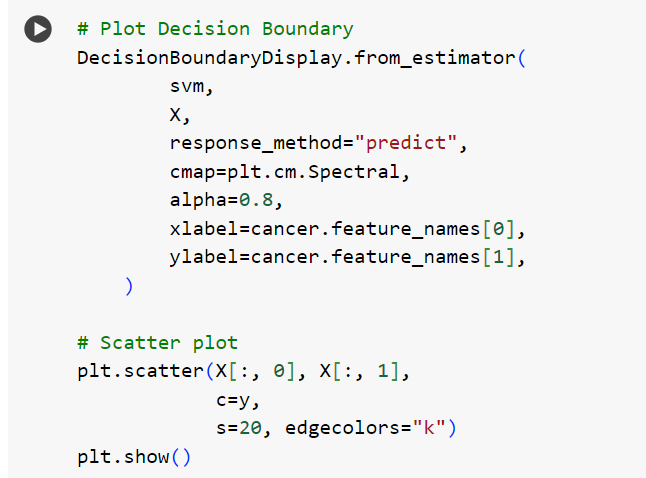 # Plot Decision Boundary
DecisionBoundaryDisplay.from_estimator(
        svm,
        X,
        response_method="predict",
        cmap=plt.cm.Spectral,
        alpha=0.8,
        xlabel=cancer.feature_names[0],
        ylabel=cancer.feature_names[1],
    )

# Scatter plot
plt.scatter(X[:, 0], X[:, 1],
            c=y,
            s=20, edgecolors="k")
plt.show()